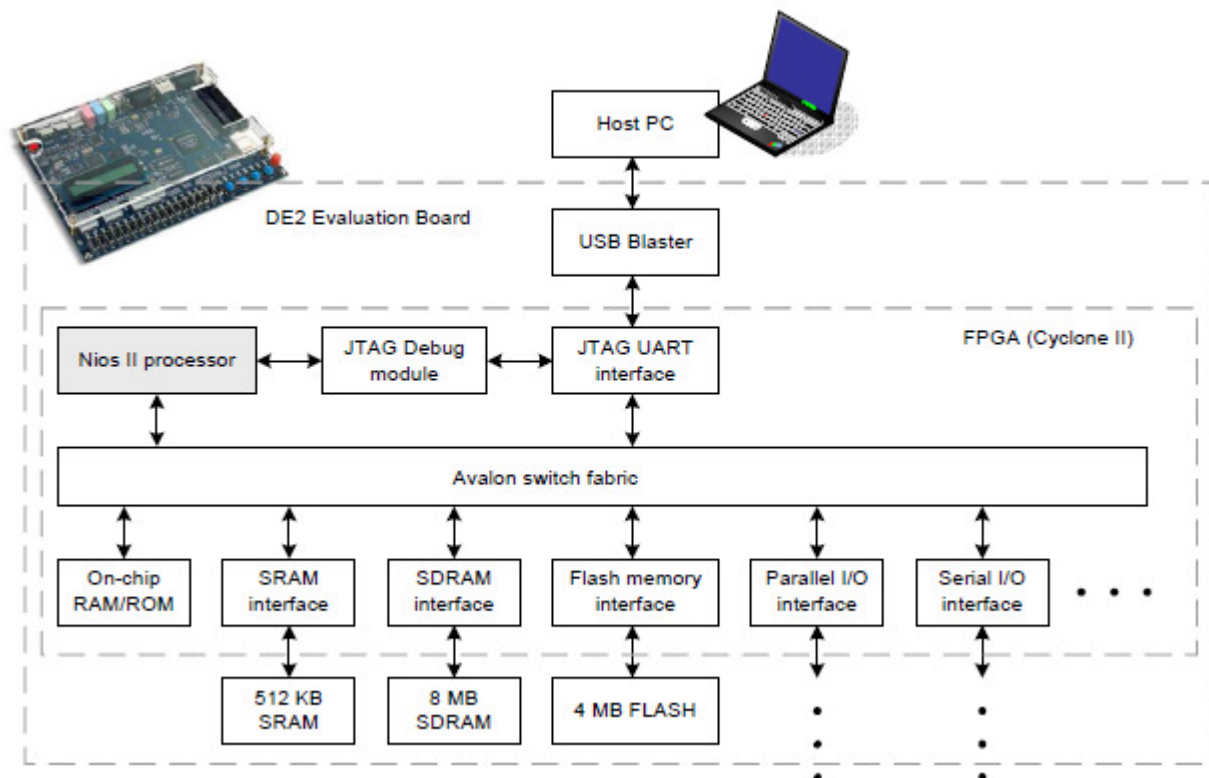 Host PC
DE2 Evaluation Board
USB Blaster
FPGA (Cyclone II)
Nios II processor
JTAG Debug
module
JTAG UART
interface
Avalon switch fabric
On-chip
RAM/ROM
SRAM
interface
SDRAM
interface
Flash memory
interface
Parallel I/O
interface
Serial I/O
interface
512 KB
SRAM
8 MB
SDRAM
4 MB FLASH